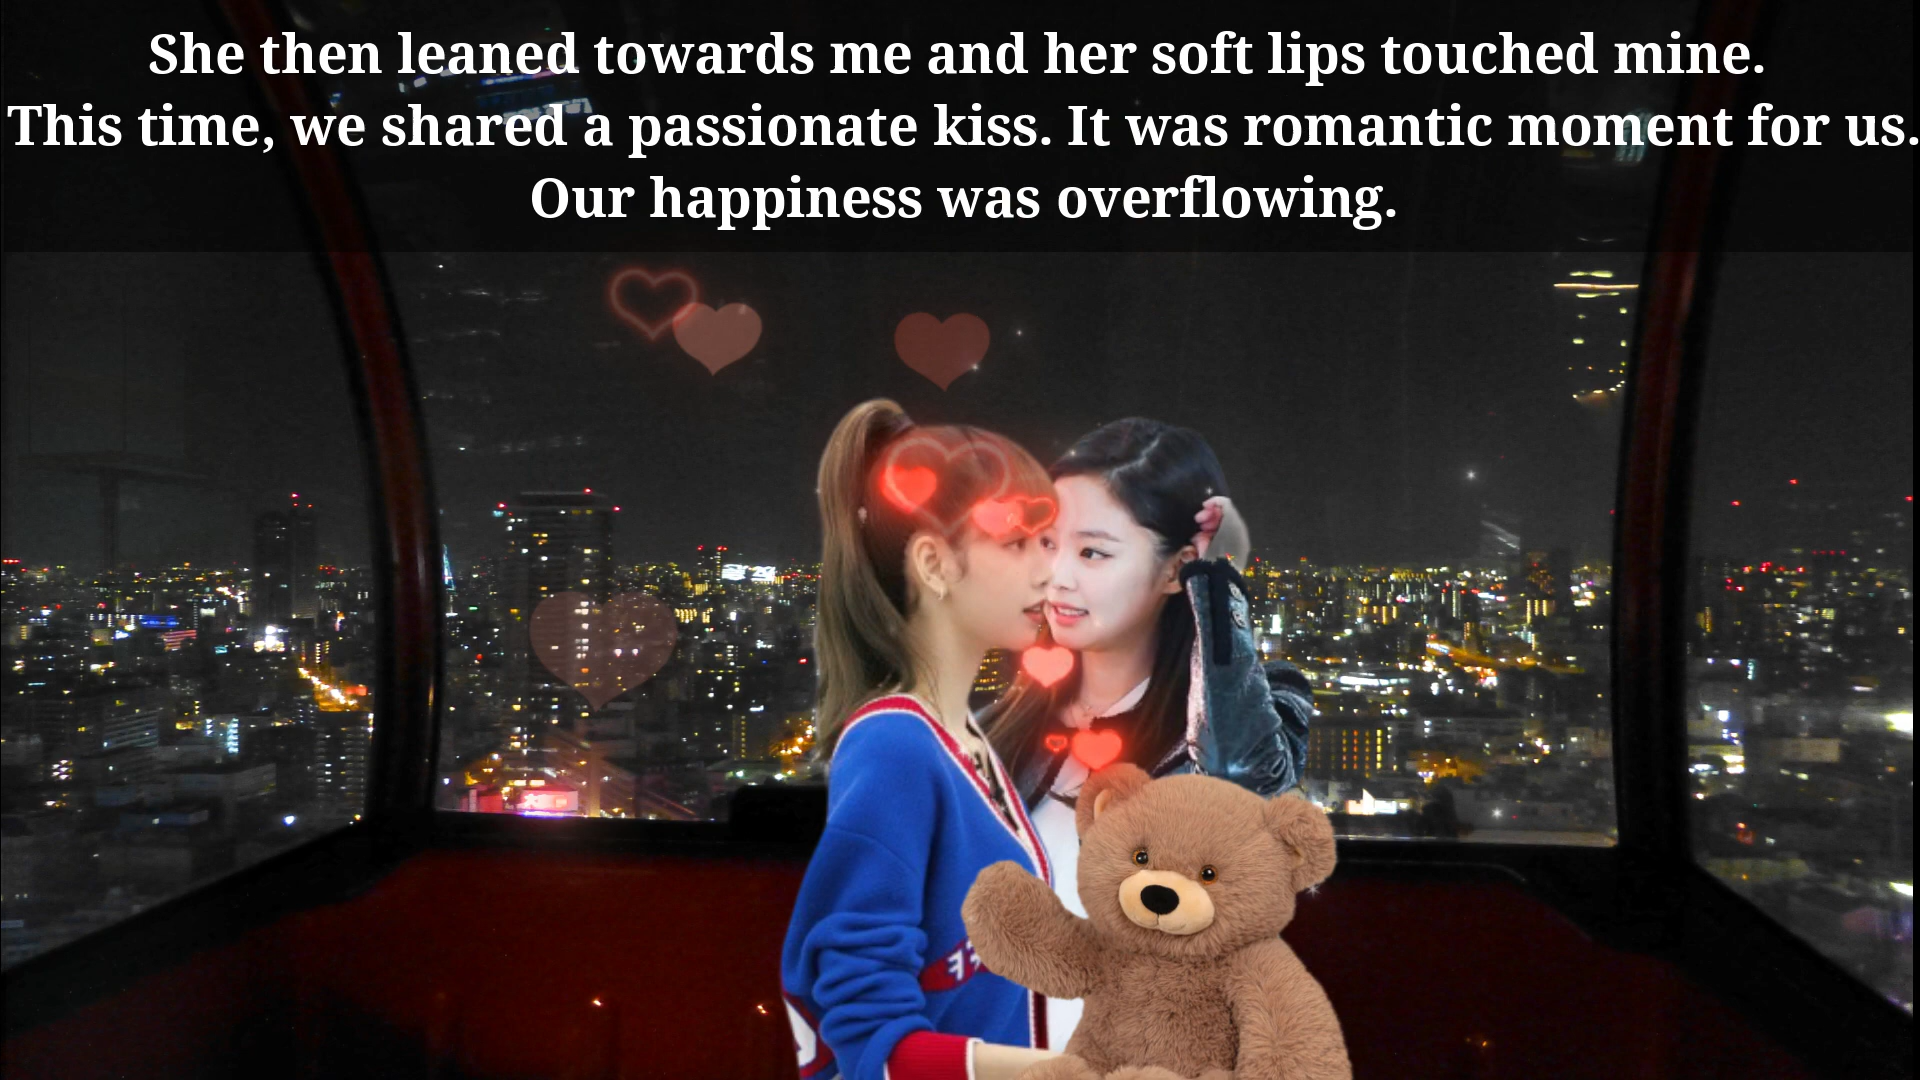 She then leaned towards me and her soft lips touched mine.
This time, we shared a passionate kiss. It was romantic moment for us.
Our happiness was overflowing.